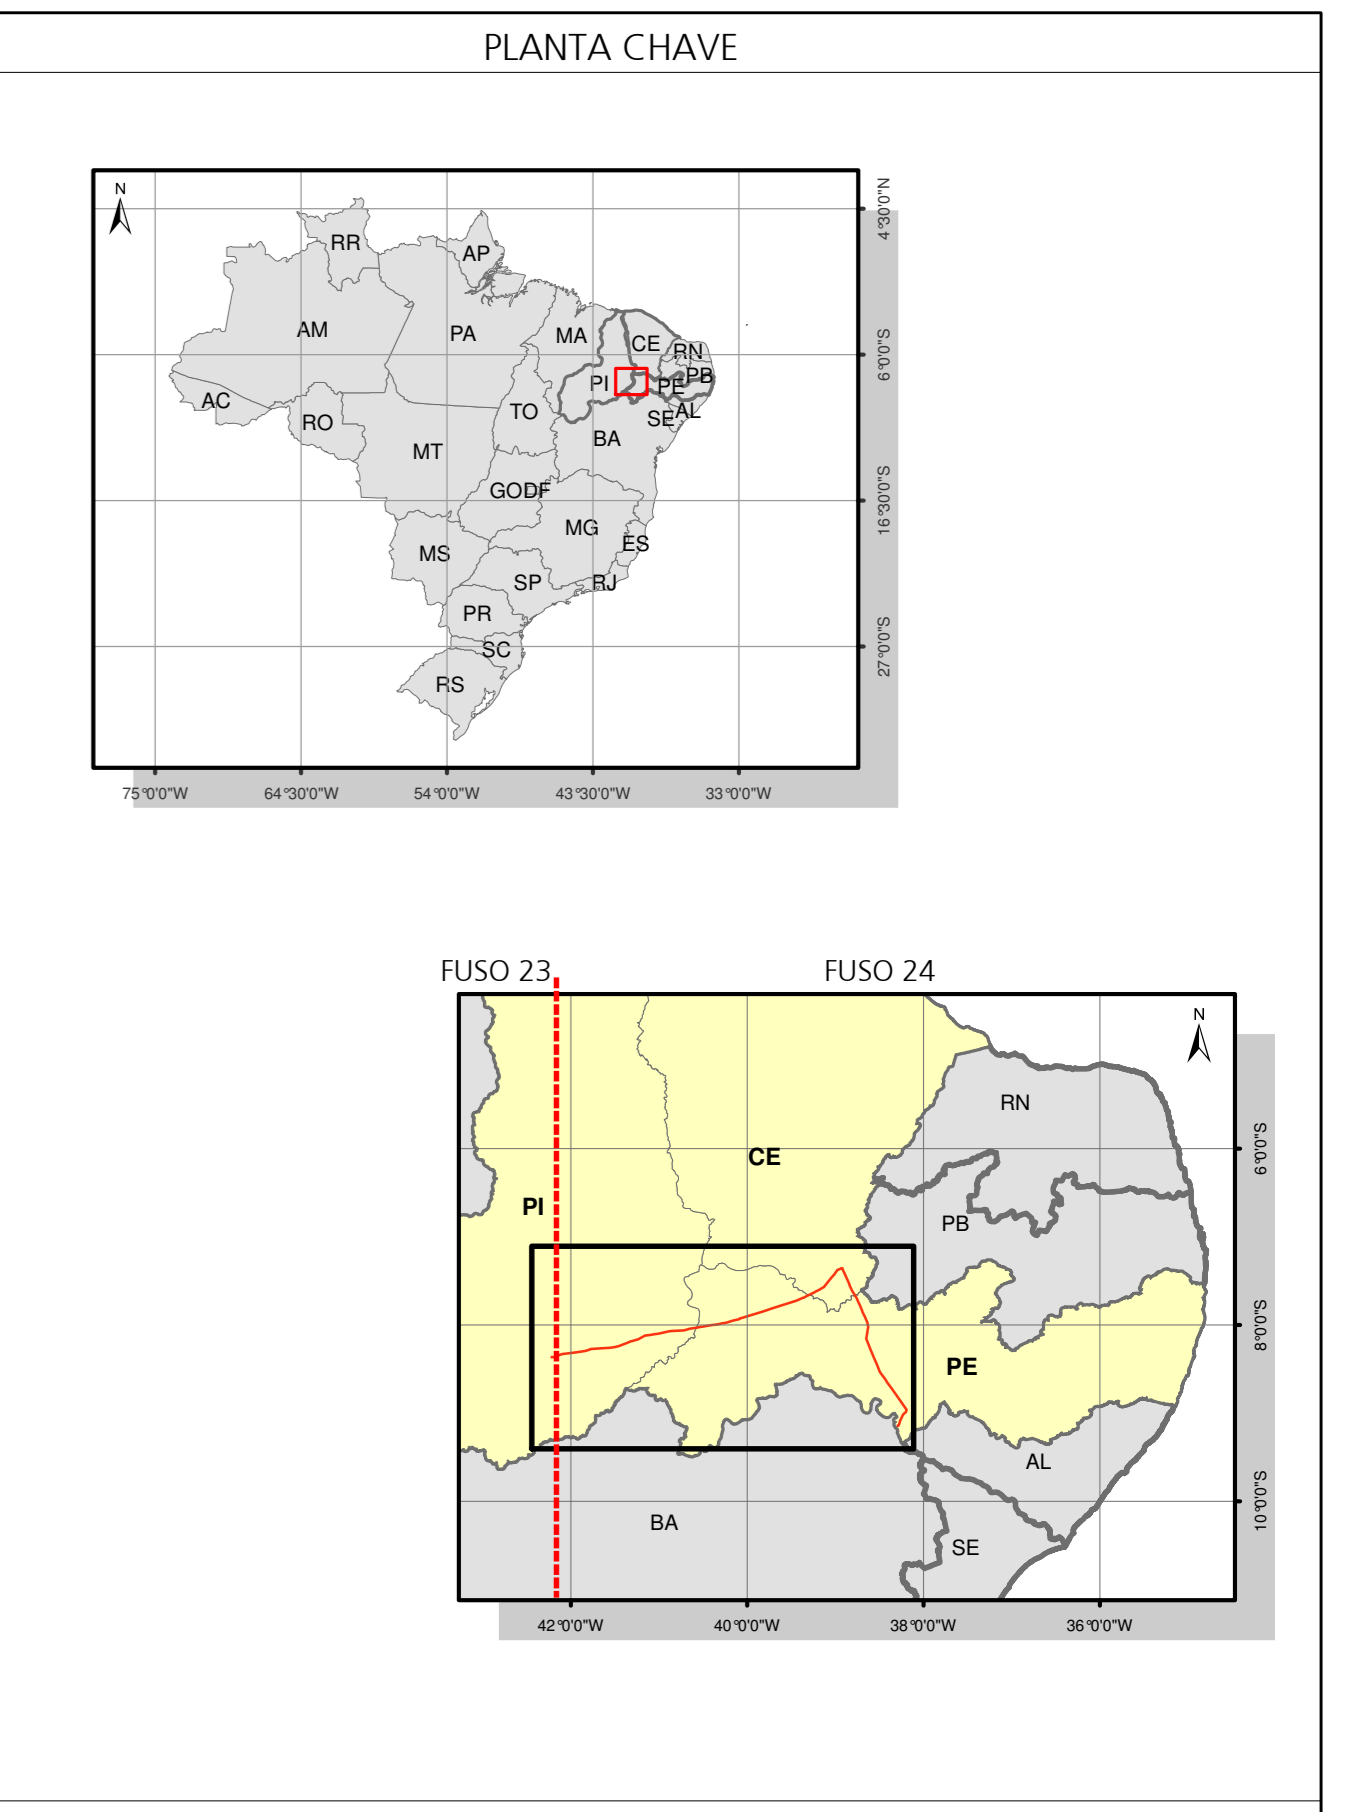 PLANTA CHAVE
N
4°30'0"N
RR
AP
AM
PA
MA
CE
RN
6°0'0"S
PI
PE
PB
AC
RO
TO
SE
AL
MT
BA
GO
DF
16°30'0"S
MG
MS
ES
SP
RJ
PR
SC
27°0'0"S
RS
75°0'0"W
64°30'0"W
54°0'0"W
43°30'0"W
33°0'0"W
FUSO 23
FUSO 24
N
RN
6°0'0"S
CE
PI
PB
8°0'0"S
PE
AL
10°0'0"S
BA
SE
42°0'0"W
40°0'0"W
38°0'0"W
36°0'0"W